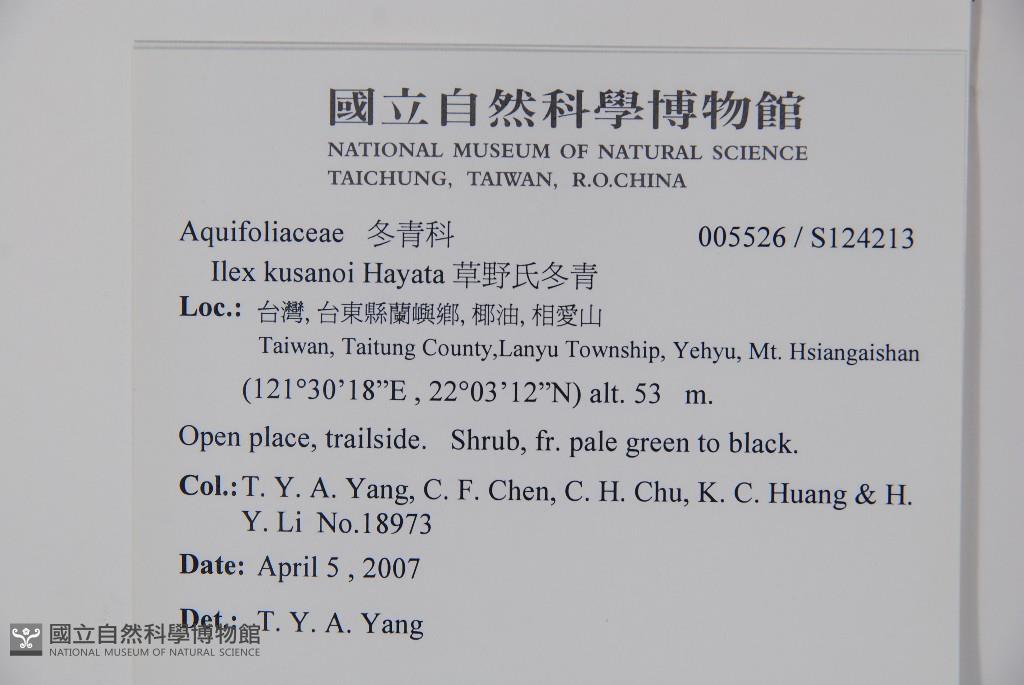 國立自然科學博物館
NATIONAL MUSEUM OF NATURAL SCIENCE
TAICHUNG, TAIWAN, R.O.CHINA
Aquifoliaceae 冬青科 005526 / S124213
Ilex kusanoi Hayata 草野氏冬青
Loc.: 台灣, 台東縣蘭嶼鄉, 椰油, 相愛山
Taiwan, Taitung County,Lanyu Township, Yehyu, Mt. Hsiangaishan
(121°30’18”E , 22°03’12”N) alt. 53 m.
Open place, trailside. Shrub, fr. pale green to black.
Col.: T. Y. A. Yang, C. F. Chen, C. H. Chu, K. C. Huang & H.
Y. Li No.18973
Date: April 5 , 2007
Det.: T. Y. A. Yang
國立自然科學博物館
NATIONAL MUSEUM OF NATURAL SCIENCE